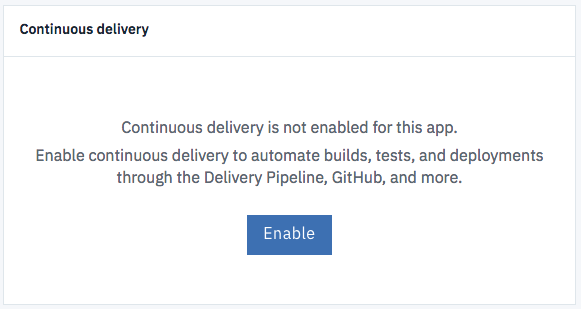 Continuous delivery
Continuous delivery is not enabled for this app.
Enable continuous delivery to automate builds, tests, and deployments
through the Delivery Pipeline, GitHub, and more.
Enable